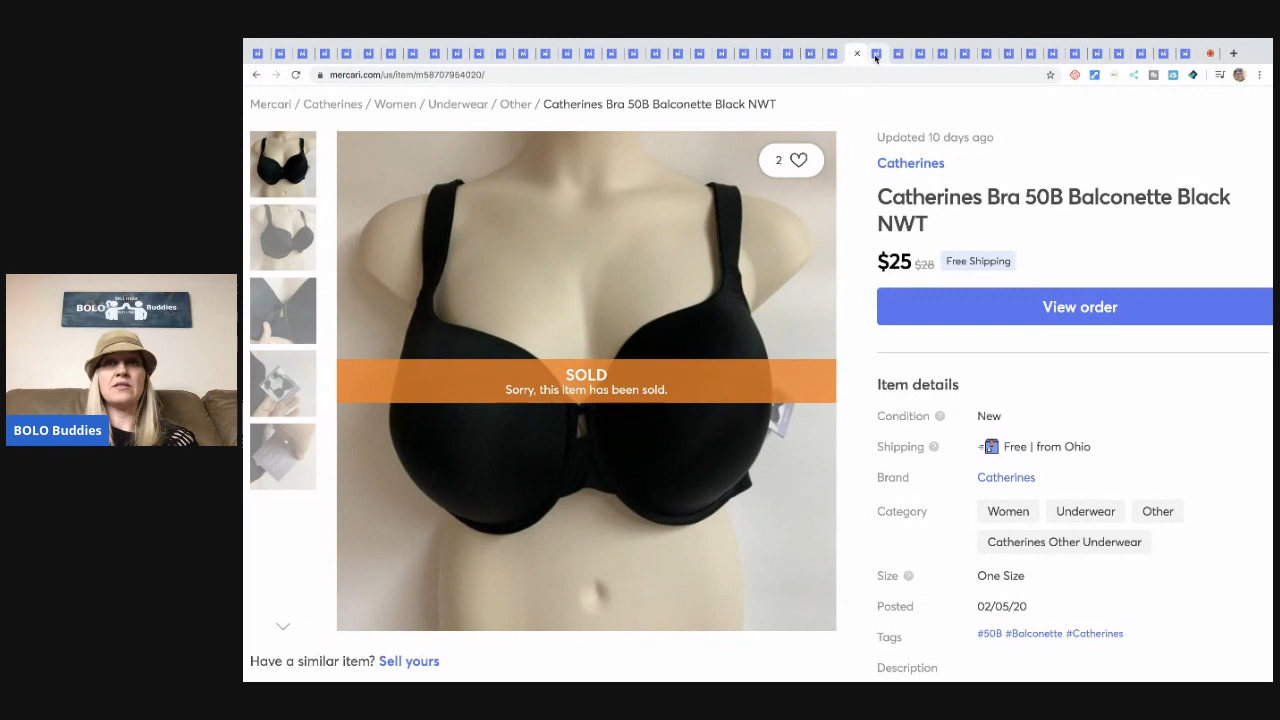 mercari.com/us/item/m58707954020/
Mercari / Catherines / Women / Underwear / Other / Catherines Bra 50B Balconette Black NWT
2
SOLD
Sorry, this item has been sold.
Have a similar item? Sell yours
Updated 10 days ago
Catherines
Catherines Bra 50B Balconette Black
NWT
$25 $28 Free Shipping
View order
Item details
Condition New
Shipping Free | from Ohio
Brand Catherines
Category Women Underwear Other
Catherines Other Underwear
Size One Size
Posted 02/05/20
Tags #50B #Balconette #Catherines
Description
BOLO Buddies
BOLO Buddies